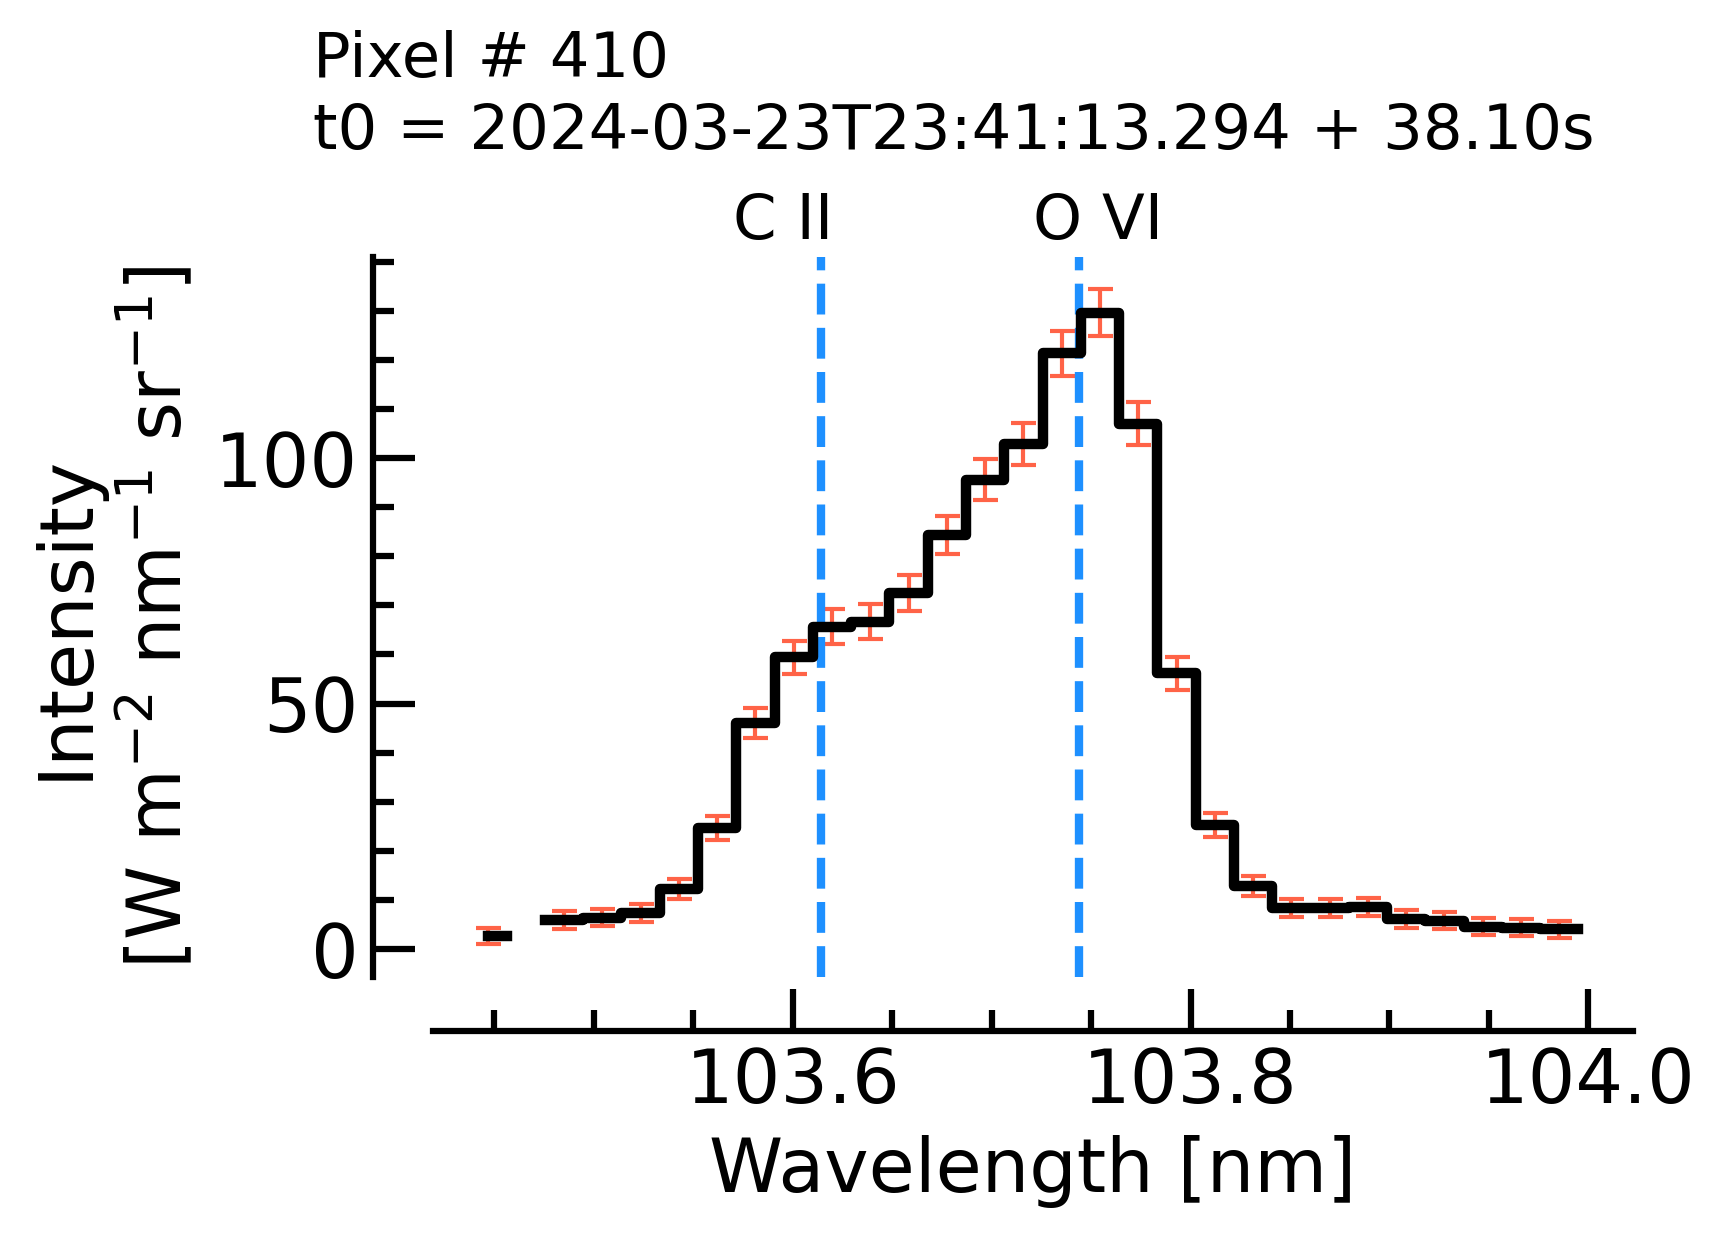 Pixel # 410
t0 = 2024-03-23T23:41:13.294 + 38.10s
C II O VI
Intensity
[W m⁻² nm⁻¹ sr⁻¹]
100
50
0
103.6 103.8 104.0
Wavelength [nm]